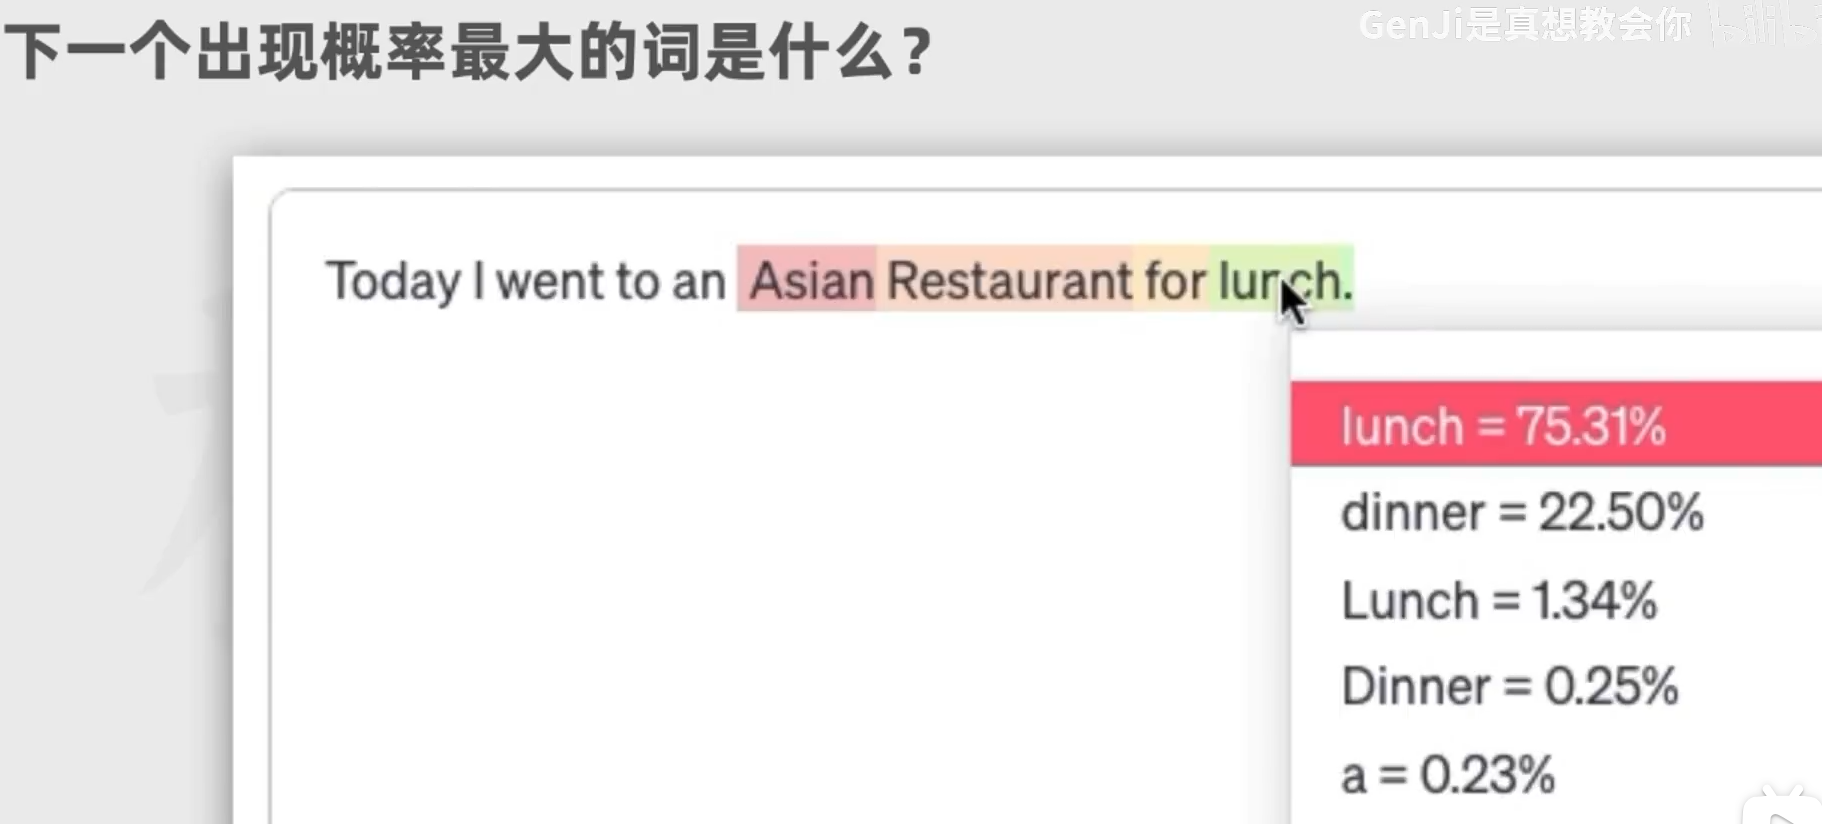 下一个出现概率最大的词是什么？
GenJi是真想教会你
Today I went to an Asian Restaurant for lunch.
lunch = 75.31%
dinner = 22.50%
Lunch = 1.34%
Dinner = 0.25%
a = 0.23%